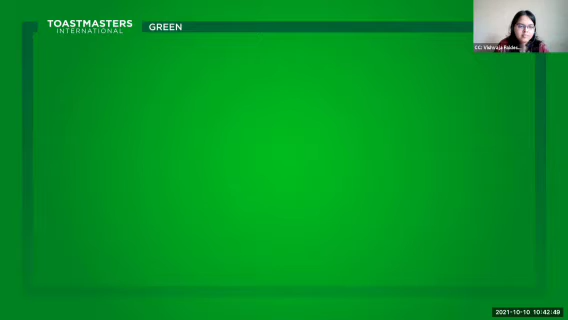 TOASTMASTERS
INTERNATIONAL
GREEN
2021-10-10 10:42:49